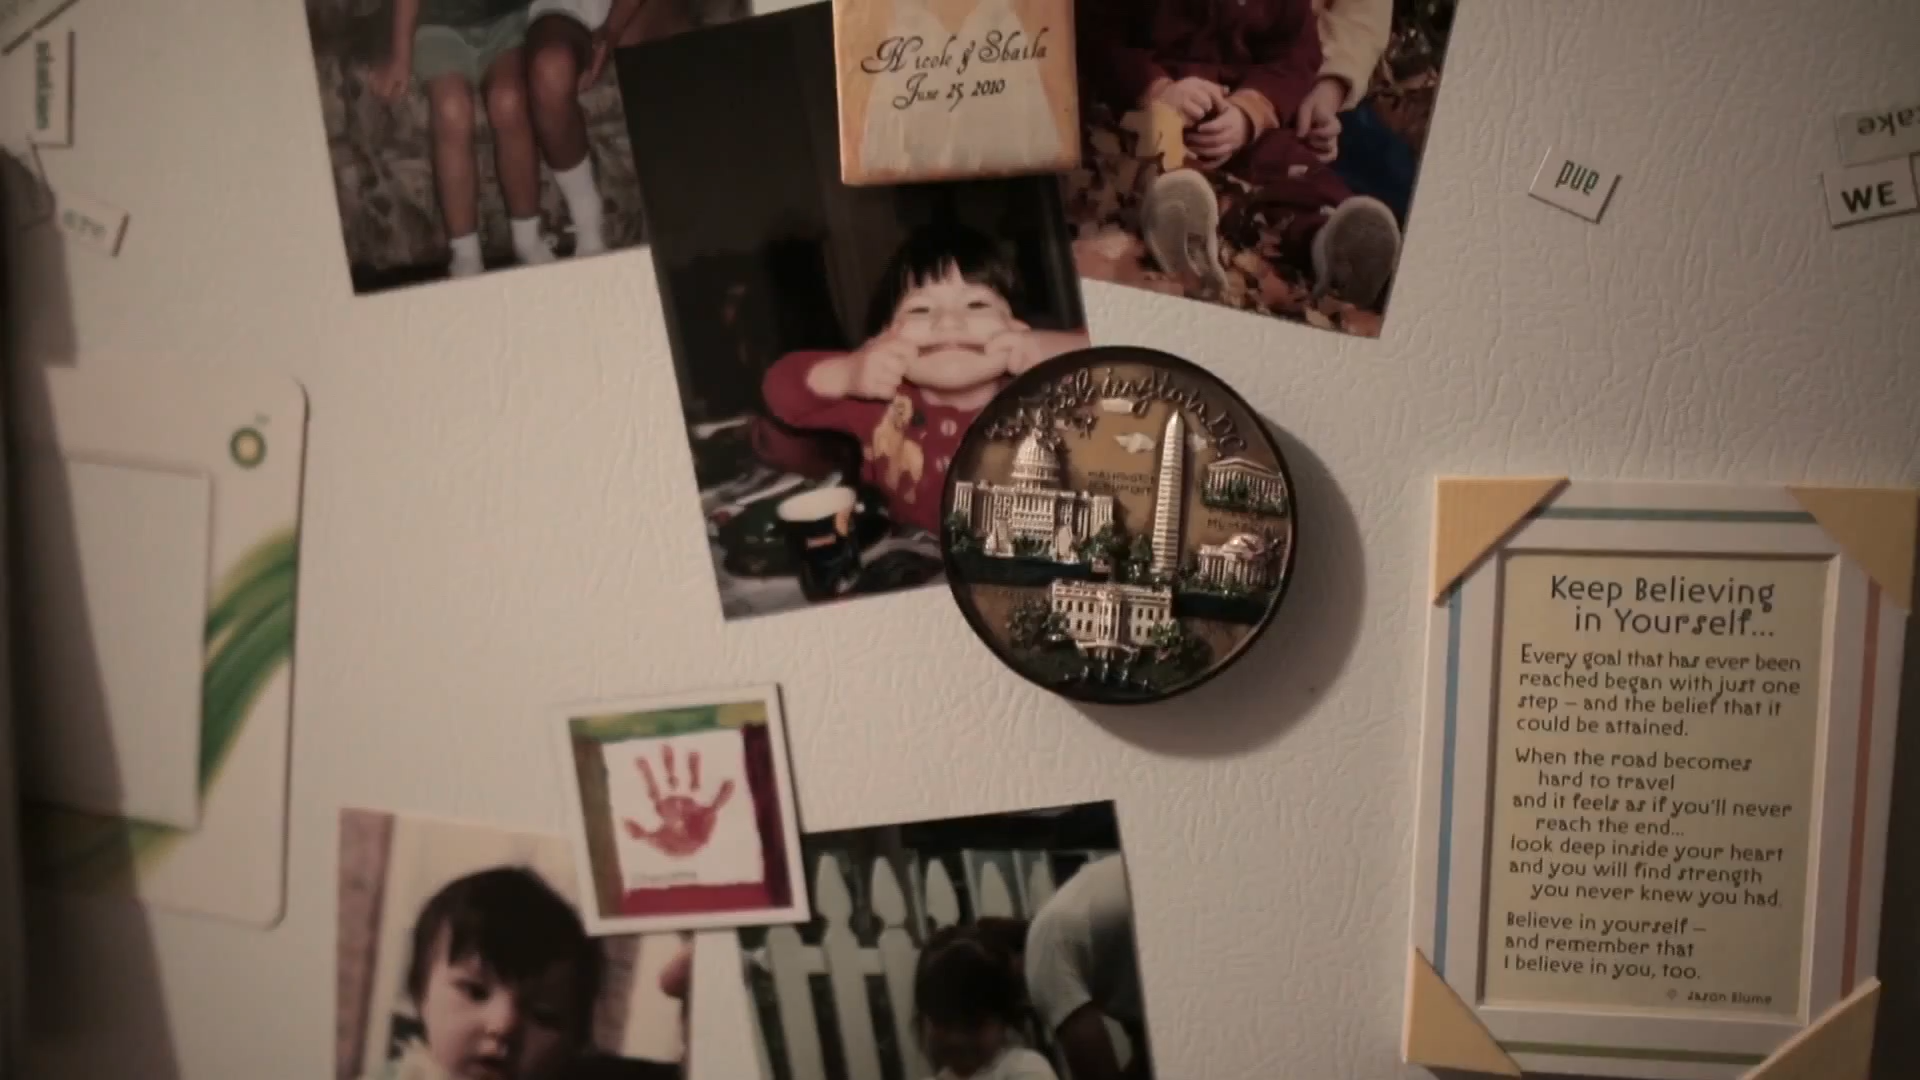 Nicole & Shaila
June 25, 2010
and
take
WE
Washington DC
Keep Believing
in Yourself...
Every goal that has ever been
reached began with just one
step – and the belief that it
could be attained.
When the road becomes
hard to travel
and it feels as if you'll never
reach the end...
look deep inside your heart
and you will find strength
you never knew you had.
Believe in yourself –
and remember that
I believe in you, too.
© Jason Blume